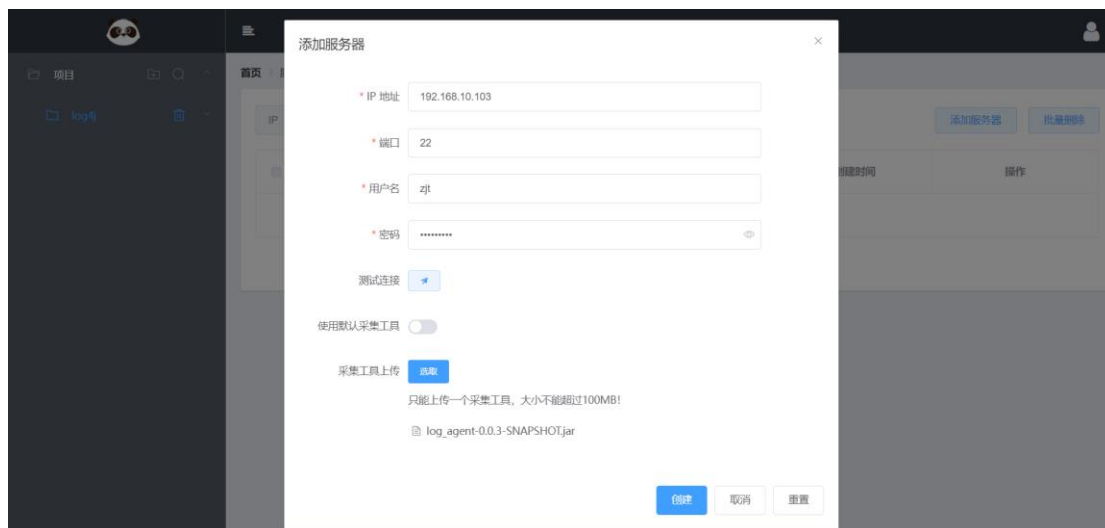 添加服务器
项目
首页
log4j
IP
添加服务器
批量删除
创建时间
操作
* IP 地址
192.168.10.103
* 端口
22
* 用户名
zjt
* 密码
•••••••••
测试连接
使用默认采集工具
采集工具上传
选取
只能上传一个采集工具，大小不能超过100MB!
log_agent-0.0.3-SNAPSHOT.jar
创建
取消
重置